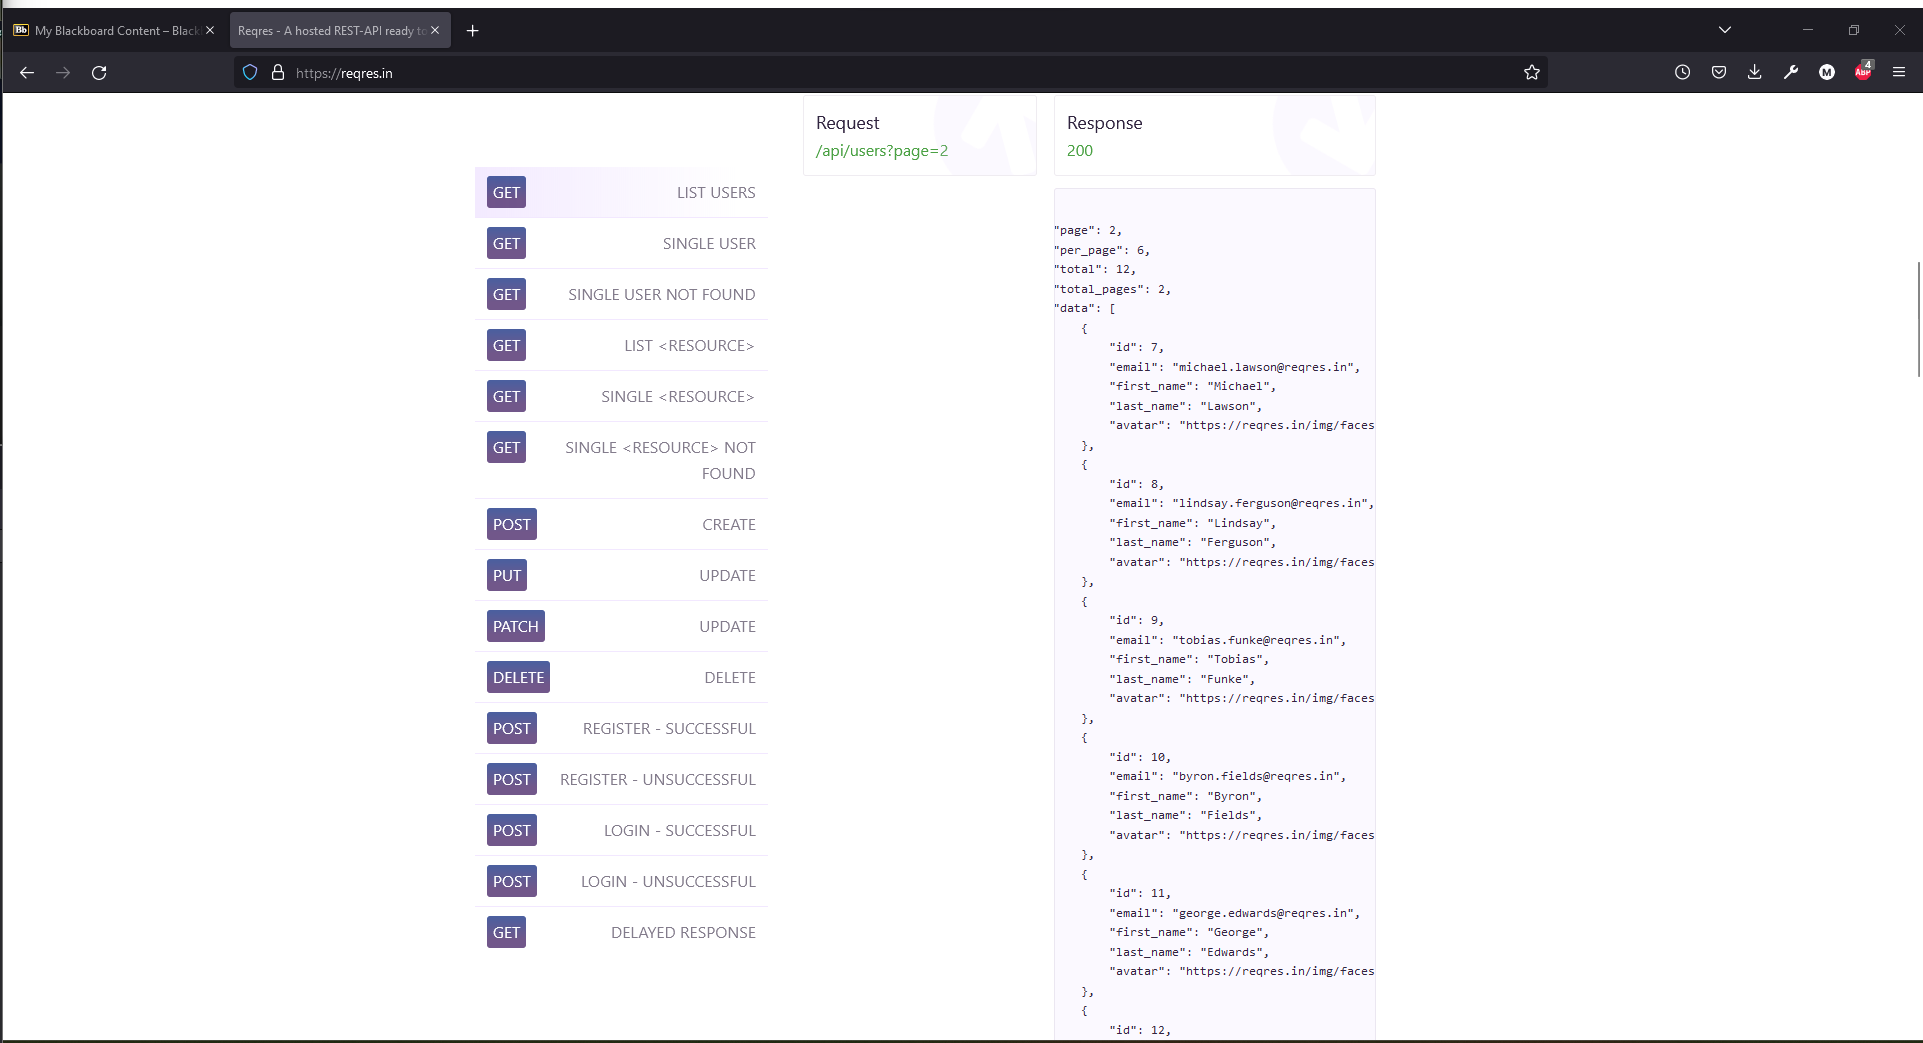 Bb My Blackboard Content – Black
Reqres - A hosted REST-API ready to
https://reqres.in
M
ABP
4
Request
/api/users?page=2
Response
200
GET LIST USERS
GET SINGLE USER
GET SINGLE USER NOT FOUND
GET LIST <RESOURCE>
GET SINGLE <RESOURCE>
GET SINGLE <RESOURCE> NOT
FOUND
POST CREATE
PUT UPDATE
PATCH UPDATE
DELETE DELETE
POST REGISTER - SUCCESSFUL
POST REGISTER - UNSUCCESSFUL
POST LOGIN - SUCCESSFUL
POST LOGIN - UNSUCCESSFUL
GET DELAYED RESPONSE
"page": 2,
"per_page": 6,
"total": 12,
"total_pages": 2,
"data": [
{
"id": 7,
"email": "michael.lawson@reqres.in",
"first_name": "Michael",
"last_name": "Lawson",
"avatar": "https://reqres.in/img/faces
},
{
"id": 8,
"email": "lindsay.ferguson@reqres.in",
"first_name": "Lindsay",
"last_name": "Ferguson",
"avatar": "https://reqres.in/img/faces
},
{
"id": 9,
"email": "tobias.funke@reqres.in",
"first_name": "Tobias",
"last_name": "Funke",
"avatar": "https://reqres.in/img/faces
},
{
"id": 10,
"email": "byron.fields@reqres.in",
"first_name": "Byron",
"last_name": "Fields",
"avatar": "https://reqres.in/img/faces
},
{
"id": 11,
"email": "george.edwards@reqres.in",
"first_name": "George",
"last_name": "Edwards",
"avatar": "https://reqres.in/img/faces
},
{
"id": 12,